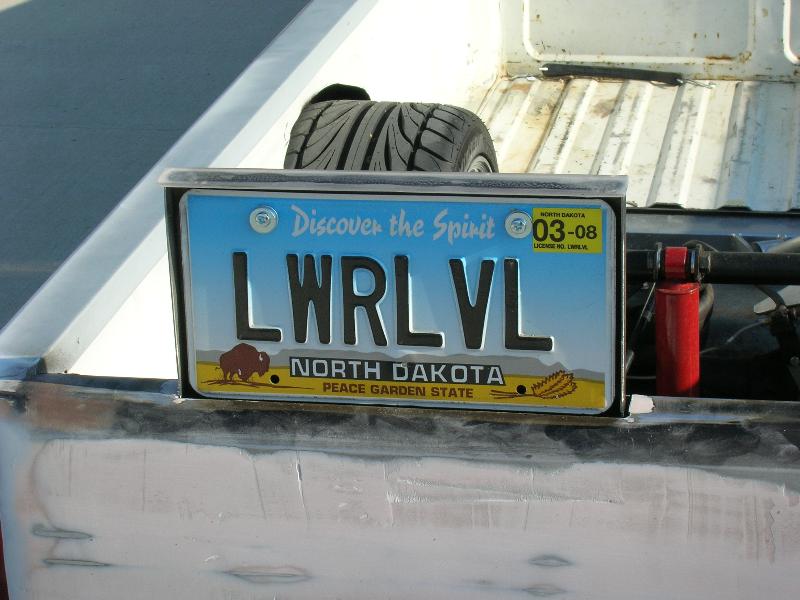 Discover the Spirit
NORTH DAKOTA
03-08
LICENSE NO. LWRLVL
LWRLVL
NORTH DAKOTA
PEACE GARDEN STATE